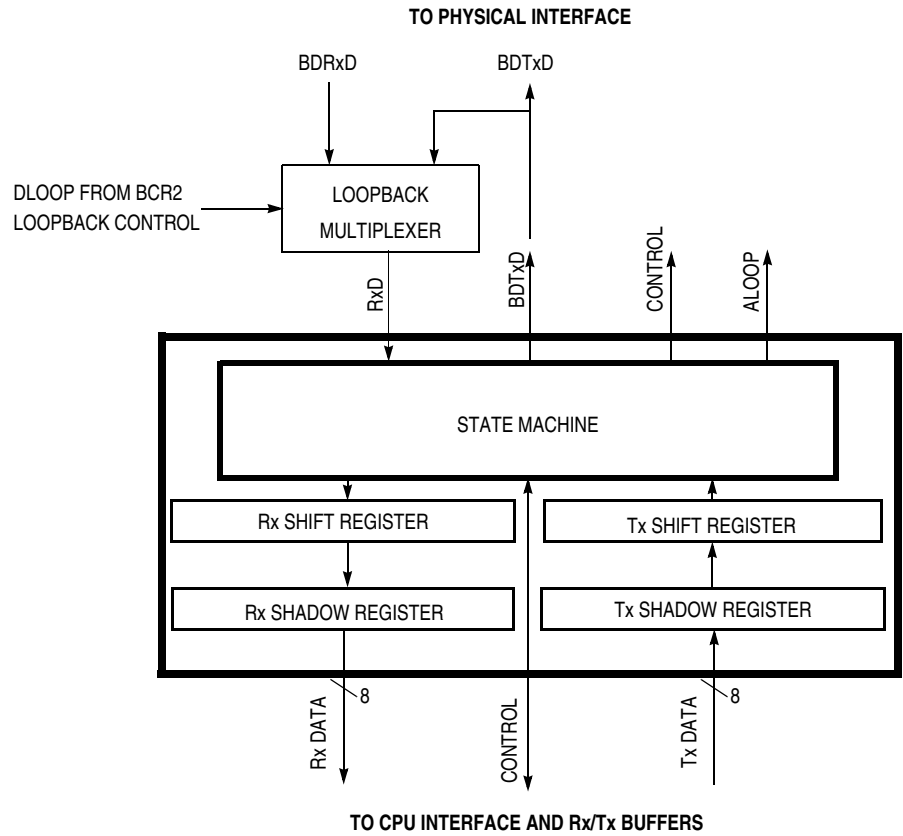 TO PHYSICAL INTERFACE
BDRxD
BDTxD
DLOOP FROM BCR2
LOOPBACK CONTROL
LOOPBACK
MULTIPLEXER
RxD
BDTxD
CONTROL
ALOOP
STATE MACHINE
Rx SHIFT REGISTER
Tx SHIFT REGISTER
Rx SHADOW REGISTER
Tx SHADOW REGISTER
8
8
Rx DATA
CONTROL
Tx DATA
TO CPU INTERFACE AND Rx/Tx BUFFERS